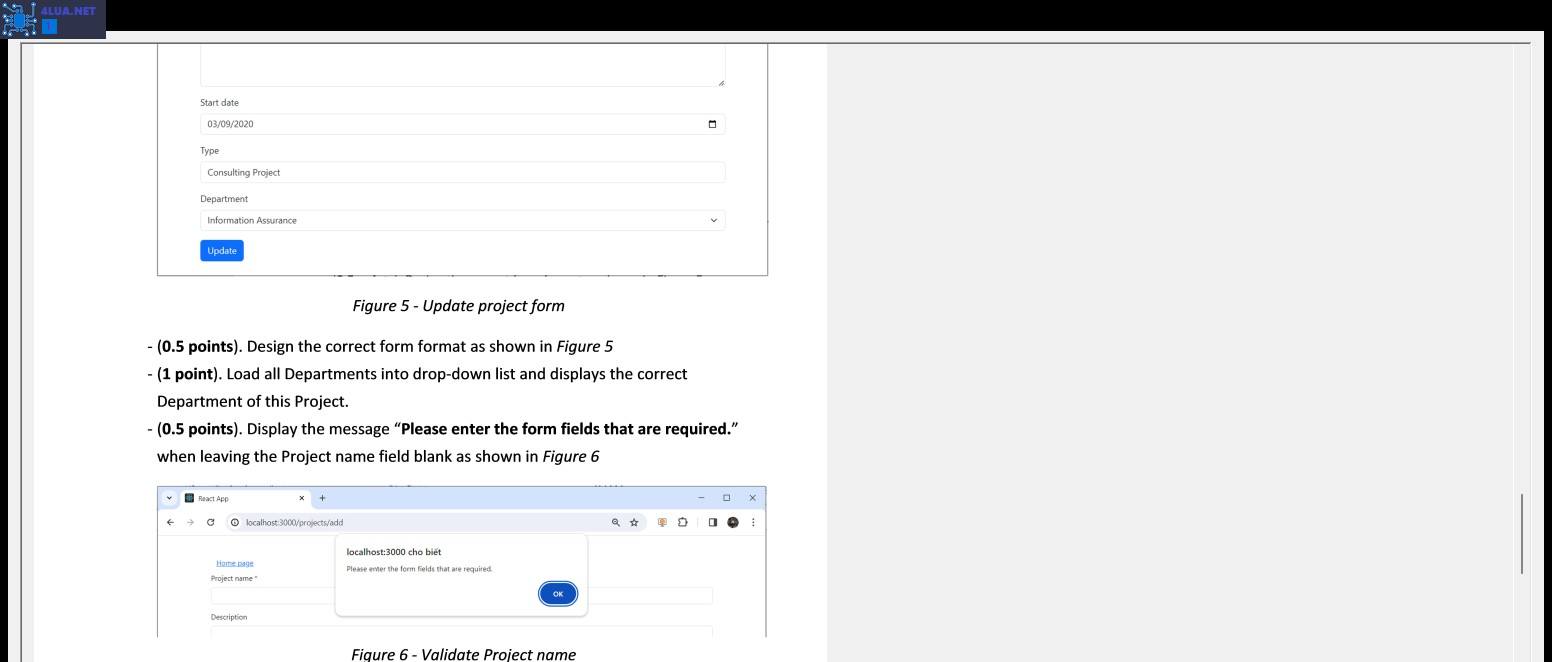 4LUA.NET
Start date
03/09/2020
Type
Consulting Project
Department
Information Assurance
Update
Figure 5 - Update project form
- (0.5 points). Design the correct form format as shown in Figure 5
- (1 point). Load all Departments into drop-down list and displays the correct
Department of this Project.
- (0.5 points). Display the message “Please enter the form fields that are required.”
when leaving the Project name field blank as shown in Figure 6
React App
localhost:3000/projects/add
localhost:3000 cho biết
Please enter the form fields that are required.
OK
Home page
Project name *
Description
Figure 6 - Validate Project name